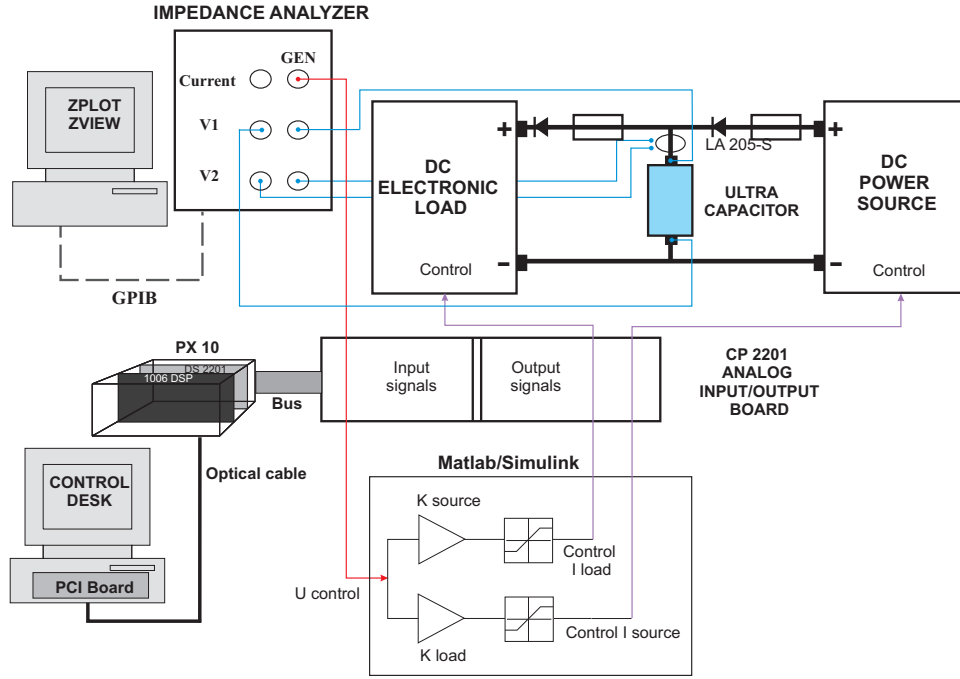 IMPEDANCE ANALYZER
GEN
Current
V1
V2
ZPLOT
ZVIEW
GPIB
DC
ELECTRONIC
LOAD
+
-
Control
LA 205-S
ULTRA
CAPACITOR
DC
POWER
SOURCE
+
-
Control
PX 10
DS 2201
1006 DSP
Bus
Input
signals
Output
signals
CP 2201
ANALOG
INPUT/OUTPUT
BOARD
Optical cable
CONTROL
DESK
PCI Board
Matlab/Simulink
K source
Control
I load
U control
K load
Control I source